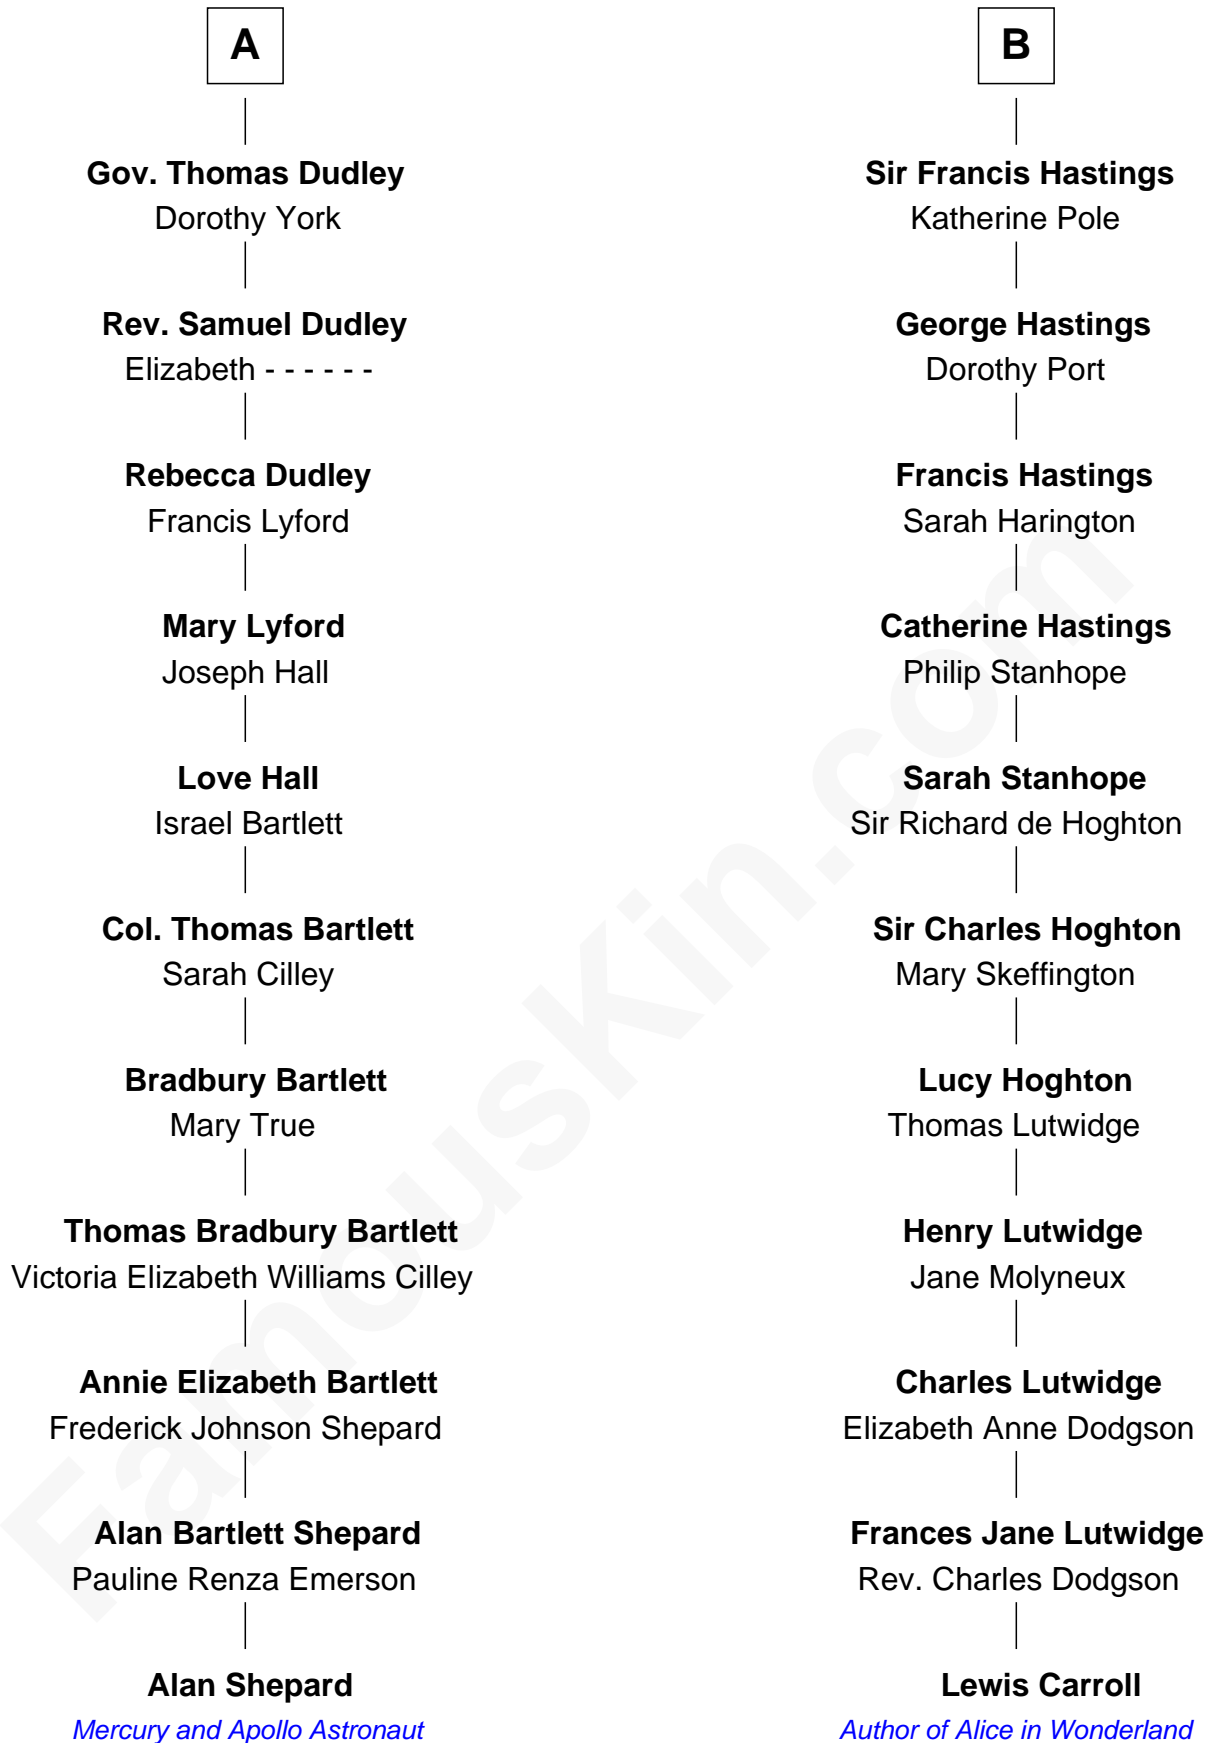 A
Gov. Thomas Dudley
Dorothy York
Rev. Samuel Dudley
Elizabeth - - - - - -
Rebecca Dudley
Francis Lyford
Mary Lyford
Joseph Hall
Love Hall
Israel Bartlett
Col. Thomas Bartlett
Sarah Cilley
Bradbury Bartlett
Mary True
Thomas Bradbury Bartlett
Victoria Elizabeth Williams Cilley
Annie Elizabeth Bartlett
Frederick Johnson Shepard
Alan Bartlett Shepard
Pauline Renza Emerson
Alan Shepard
Mercury and Apollo Astronaut
B
Sir Francis Hastings
Katherine Pole
George Hastings
Dorothy Port
Francis Hastings
Sarah Harington
Catherine Hastings
Philip Stanhope
Sarah Stanhope
Sir Richard de Hoghton
Sir Charles Hoghton
Mary Skeffington
Lucy Hoghton
Thomas Lutwidge
Henry Lutwidge
Jane Molyneux
Charles Lutwidge
Elizabeth Anne Dodgson
Frances Jane Lutwidge
Rev. Charles Dodgson
Lewis Carroll
Author of Alice in Wonderland
FamousKin.com